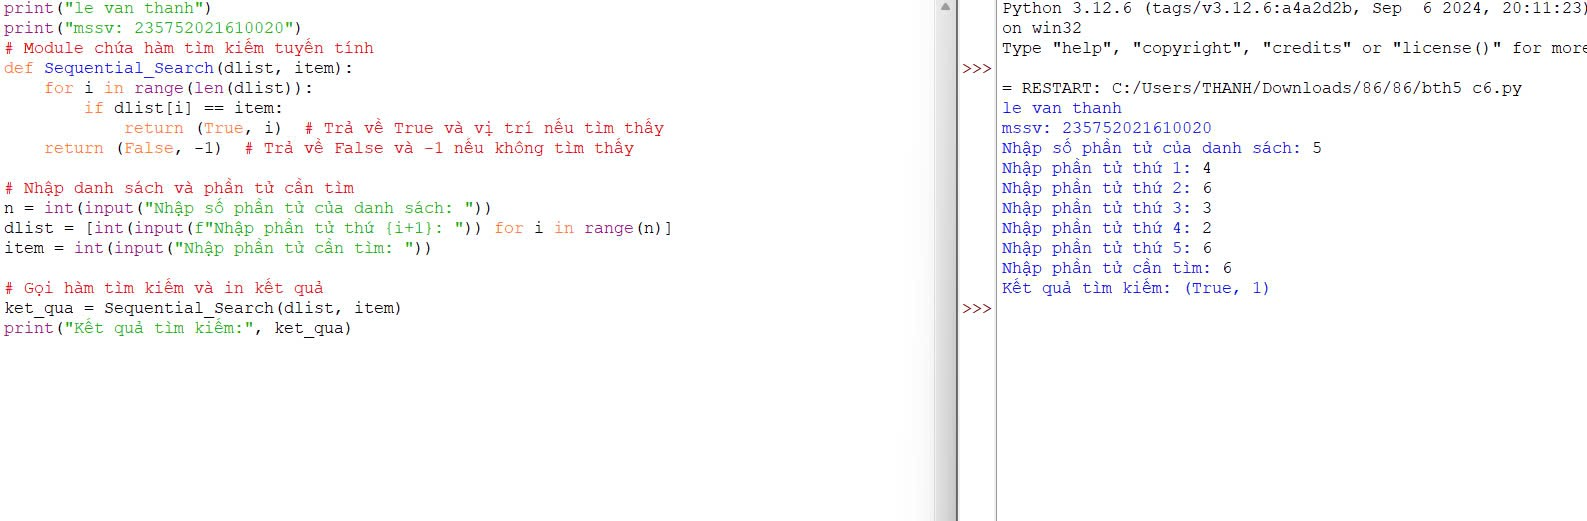 print("le van thanh")
print("mssv: 235752021610020")
# Module chứa hàm tìm kiếm tuyến tính
def Sequential_Search(dlist, item):
    for i in range(len(dlist)):
        if dlist[i] == item:
            return (True, i)  # Trả về True và vị trí nếu tìm thấy
    return (False, -1)  # Trả về False và -1 nếu không tìm thấy
# Nhập danh sách và phần tử cần tìm
n = int(input("Nhập số phần tử của danh sách: "))
dlist = [int(input(f"Nhập phần tử thứ {i+1}: ")) for i in range(n)]
item = int(input("Nhập phần tử cần tìm: "))
# Gọi hàm tìm kiếm và in kết quả
ket_qua = Sequential_Search(dlist, item)
print("Kết quả tìm kiếm:", ket_qua)
Python 3.12.6 (tags/v3.12.6:a4a2d2b, Sep  6 2024, 20:11:23)
on win32
Type "help", "copyright", "credits" or "license()" for more
>>>
= RESTART: C:/Users/THANH/Downloads/86/86/bth5 c6.py
le van thanh
mssv: 235752021610020
Nhập số phần tử của danh sách: 5
Nhập phần tử thứ 1: 4
Nhập phần tử thứ 2: 6
Nhập phần tử thứ 3: 3
Nhập phần tử thứ 4: 2
Nhập phần tử thứ 5: 6
Nhập phần tử cần tìm: 6
Kết quả tìm kiếm: (True, 1)
>>>